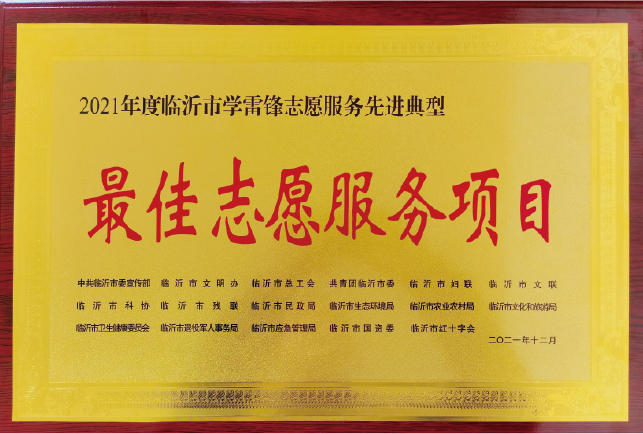 2021年度临沂市学雷锋志愿服务先进典型
最佳志愿服务项目
中共临沂市委宣传部 临沂市文明办 临沂市总工会 共青团临沂市委 临沂市妇联 临沂市文联
临沂市科协 临沂市残联 临沂市民政局 临沂市生态环境局 临沂市农业农村局 临沂市文化和旅游局
临沂市卫生健康委员会 临沂市退役军人事务局 临沂市应急管理局 临沂市国资委 临沂市红十字会
二〇二一年十二月